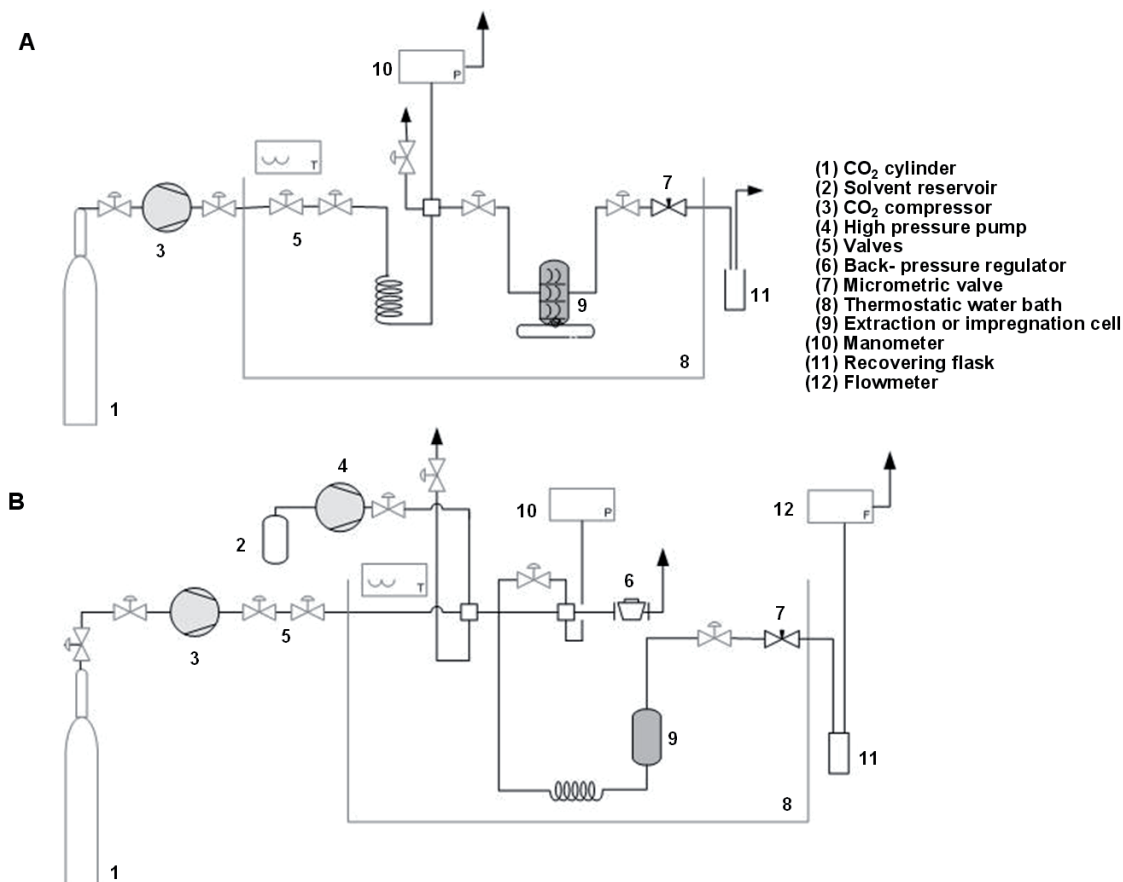 A
10
P
T
7
3
5
9
11
8
1
(1) CO₂ cylinder
(2) Solvent reservoir
(3) CO₂ compressor
(4) High pressure pump
(5) Valves
(6) Back- pressure regulator
(7) Micrometric valve
(8) Thermostatic water bath
(9) Extraction or impregnation cell
(10) Manometer
(11) Recovering flask
(12) Flowmeter
B
4
10
P
12
F
2
T
6
7
5
3
9
11
8
1